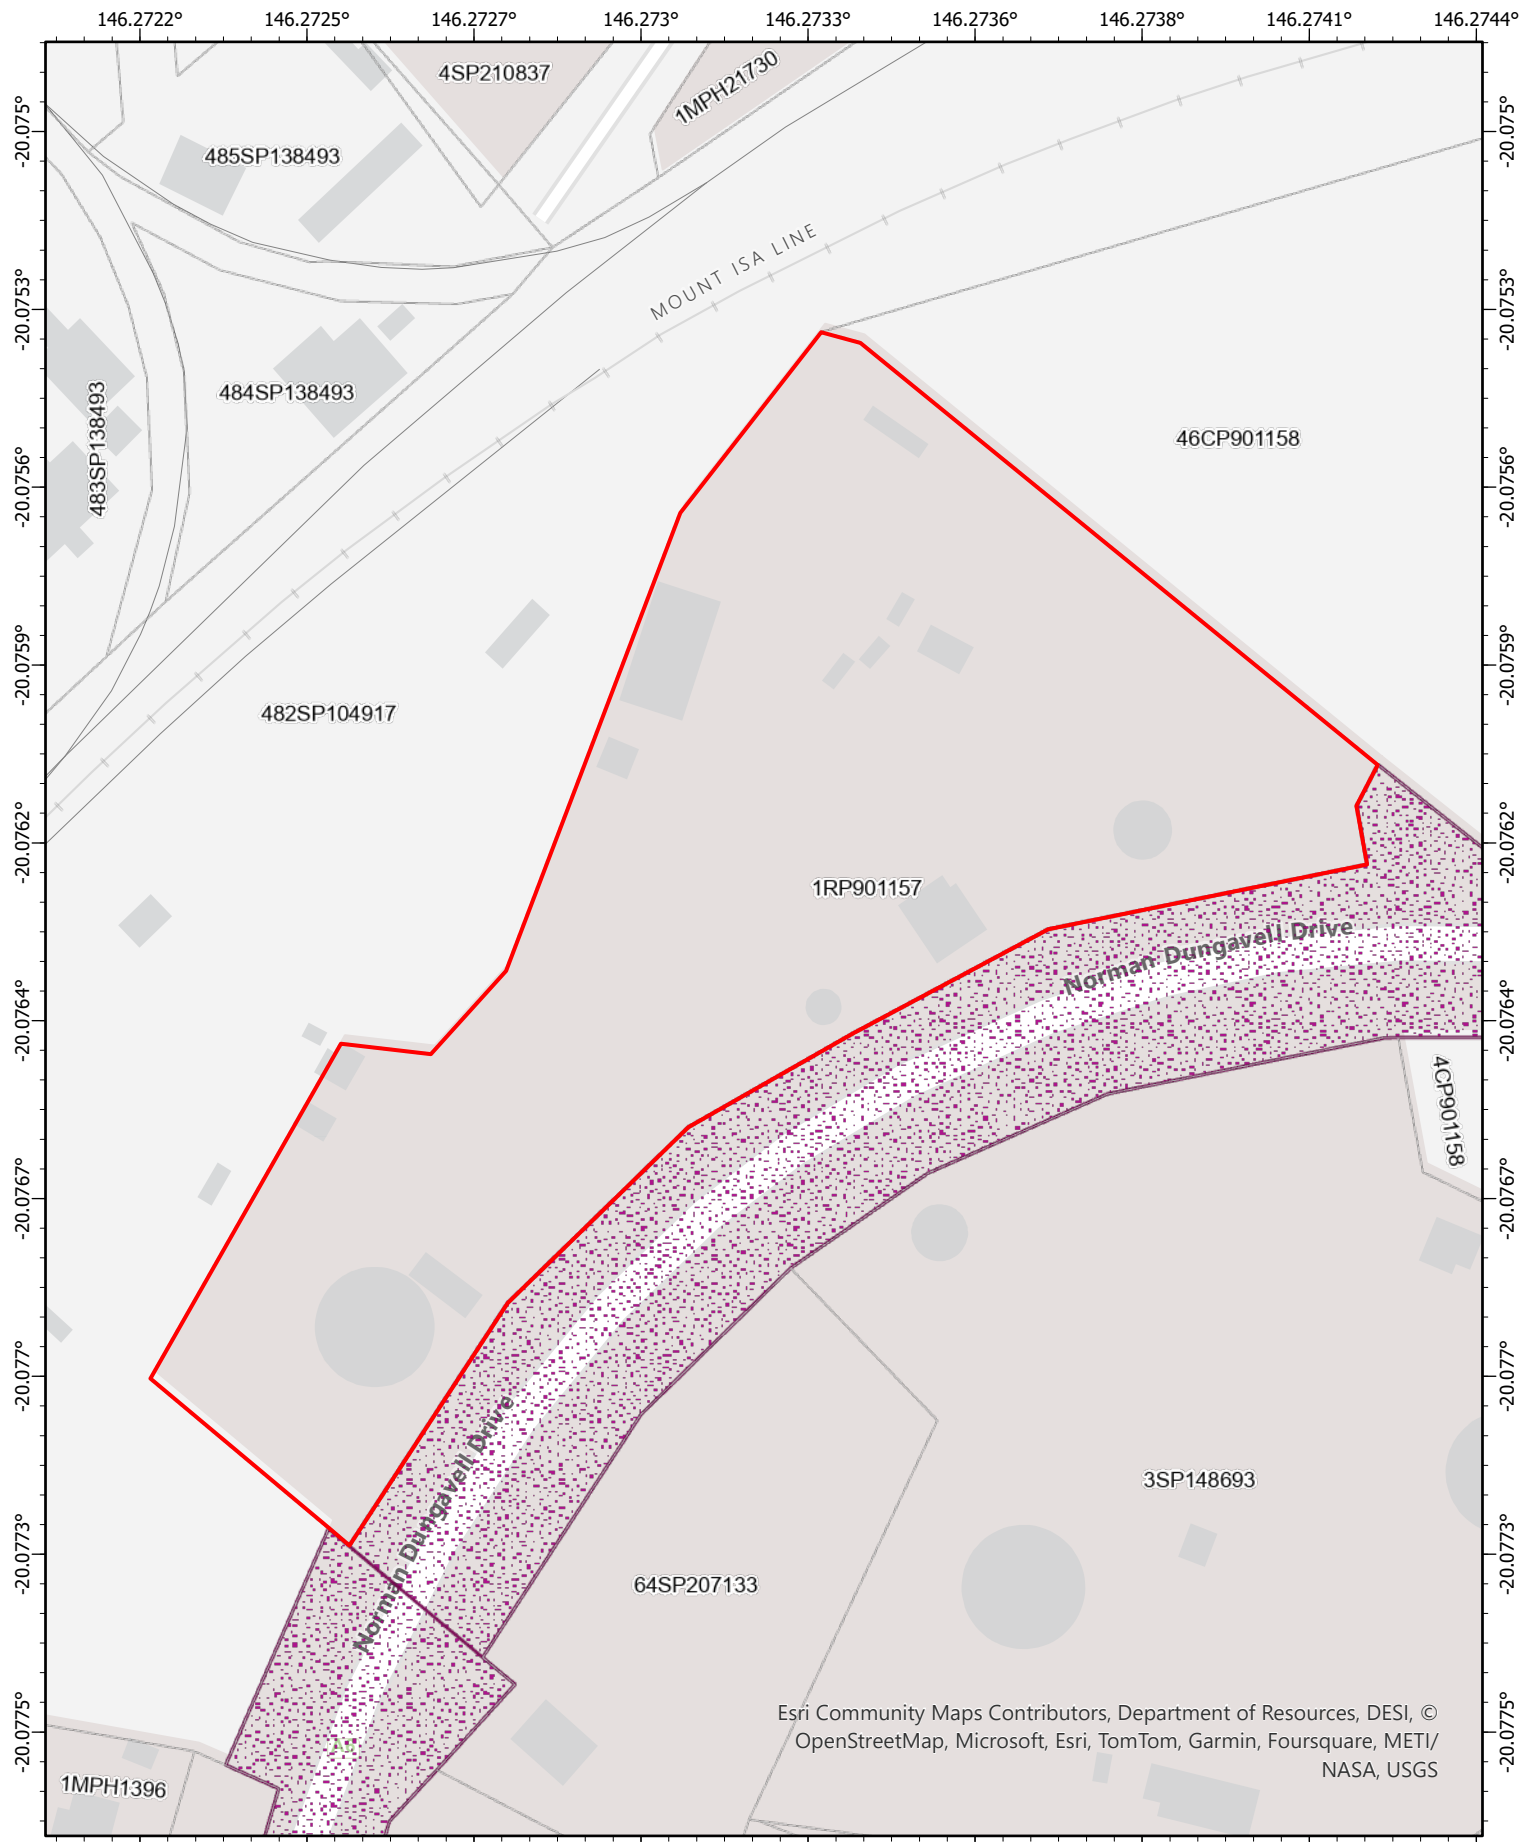 146.2722°
146.2725°
146.2727°
146.273°
146.2733°
146.2736°
146.2738°
146.2741°
146.2744°
4SP210837
1MPH21730
-20.075°
-20.075°
485SP138493
MOUNT ISA LINE
-20.0753°
-20.0753°
484SP138493
483SP138493
46CP901158
-20.0756°
-20.0756°
-20.0759°
-20.0759°
482SP104917
-20.0762°
-20.0762°
1RP901157
Norman Dungavell Drive
-20.0764°
-20.0764°
4CP901158
-20.0767°
-20.0767°
-20.077°
-20.077°
Norman Dungavell Drive
3SP148693
-20.0773°
-20.0773°
64SP207133
-20.0775°
-20.0775°
A6
1MPH1396
Esri Community Maps Contributors, Department of Resources, DESI, ©
OpenStreetMap, Microsoft, Esri, TomTom, Garmin, Foursquare, METI/
NASA, USGS